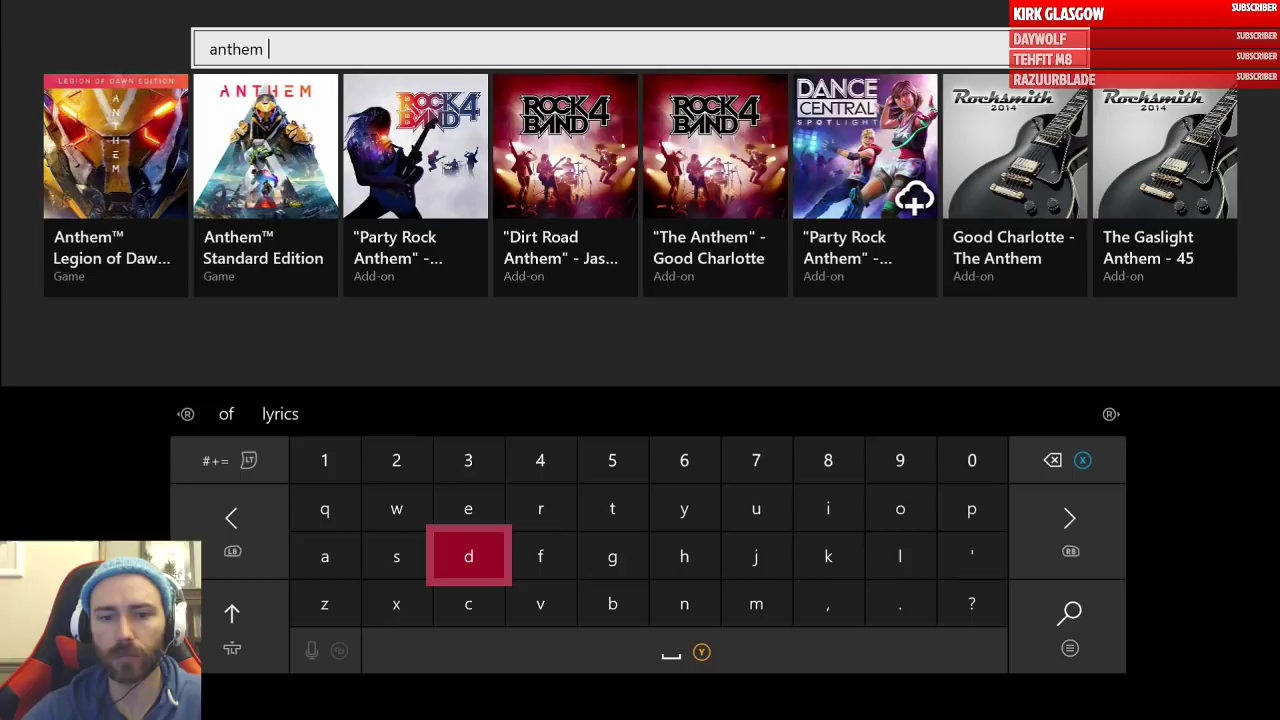 KIRK GLASGOW SUBSCRIBER
DAYWOLF SUBSCRIBER
TEHFIT M8 SUBSCRIBER
RAZUURBLADE SUBSCRIBER
anthem
LEGION OF DAWN EDITION
ANTHEM
ANTHEM
ROCK BAND 4
ROCK BAND 4
ROCK BAND 4
DANCE CENTRAL SPOTLIGHT
Rocksmith 2014
Rocksmith 2014
Anthem™ Legion of Daw...
Game
Anthem™ Standard Edition
Game
"Party Rock Anthem" -...
Add-on
"Dirt Road Anthem" - Jas...
Add-on
"The Anthem" - Good Charlotte
Add-on
"Party Rock Anthem" -...
Add-on
Good Charlotte - The Anthem
Add-on
The Gaslight Anthem - 45
Add-on
R of lyrics R
#+= LT 1 2 3 4 5 6 7 8 9 0 X
q w e r t y u i o p
LB a s d f g h j k l ' RB
z x c v b n m , . ?
Y